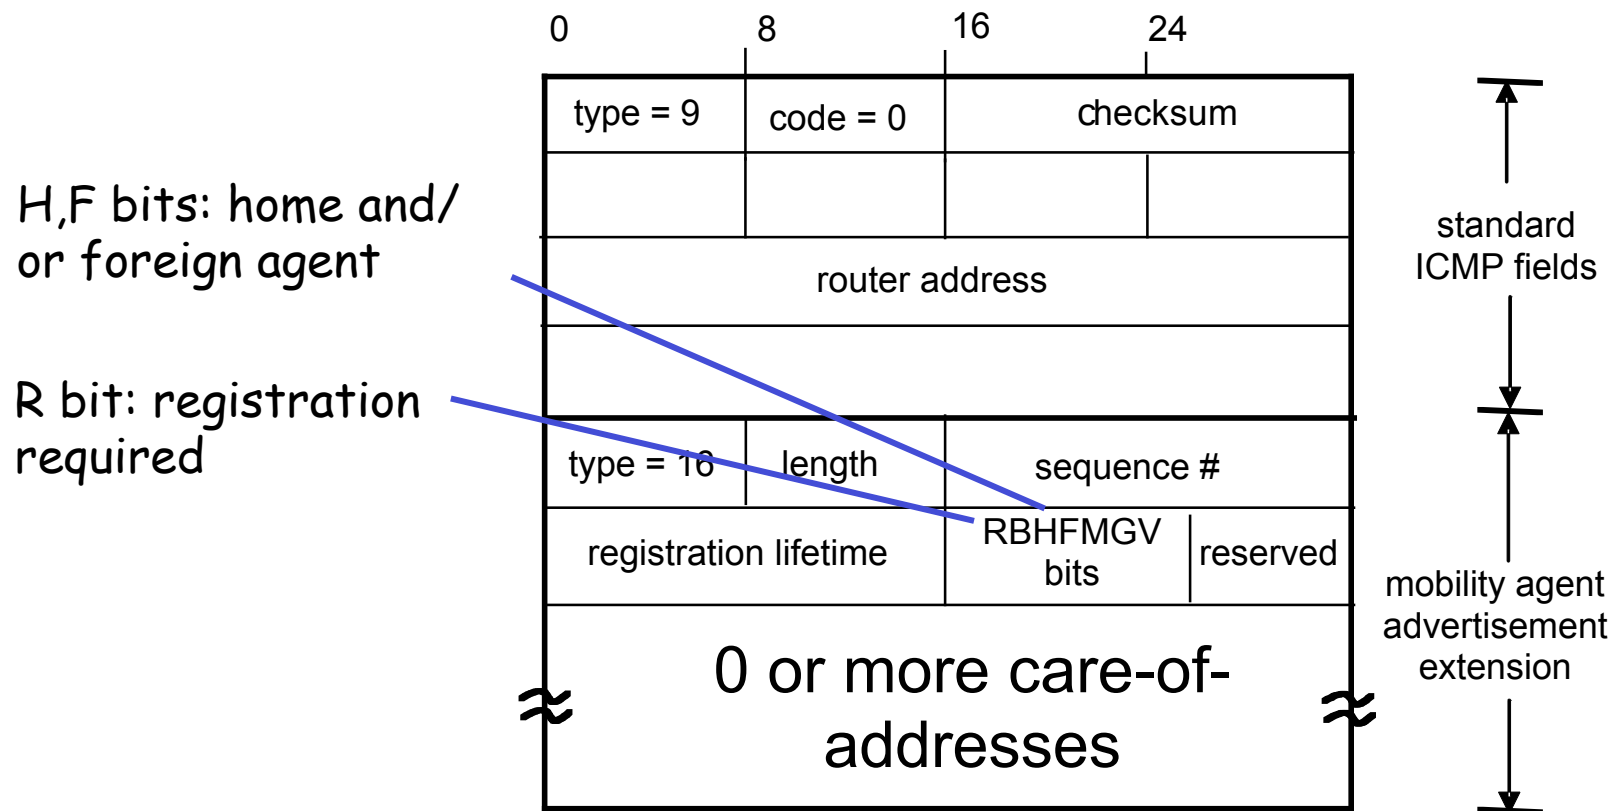 0 8 16 24
type = 9 code = 0 checksum
H,F bits: home and/
or foreign agent
standard
ICMP fields
router address
R bit: registration
required
type = 16 length sequence #
registration lifetime RBHFMGV
bits reserved
mobility agent
advertisement
extension
0 or more care-of-
addresses